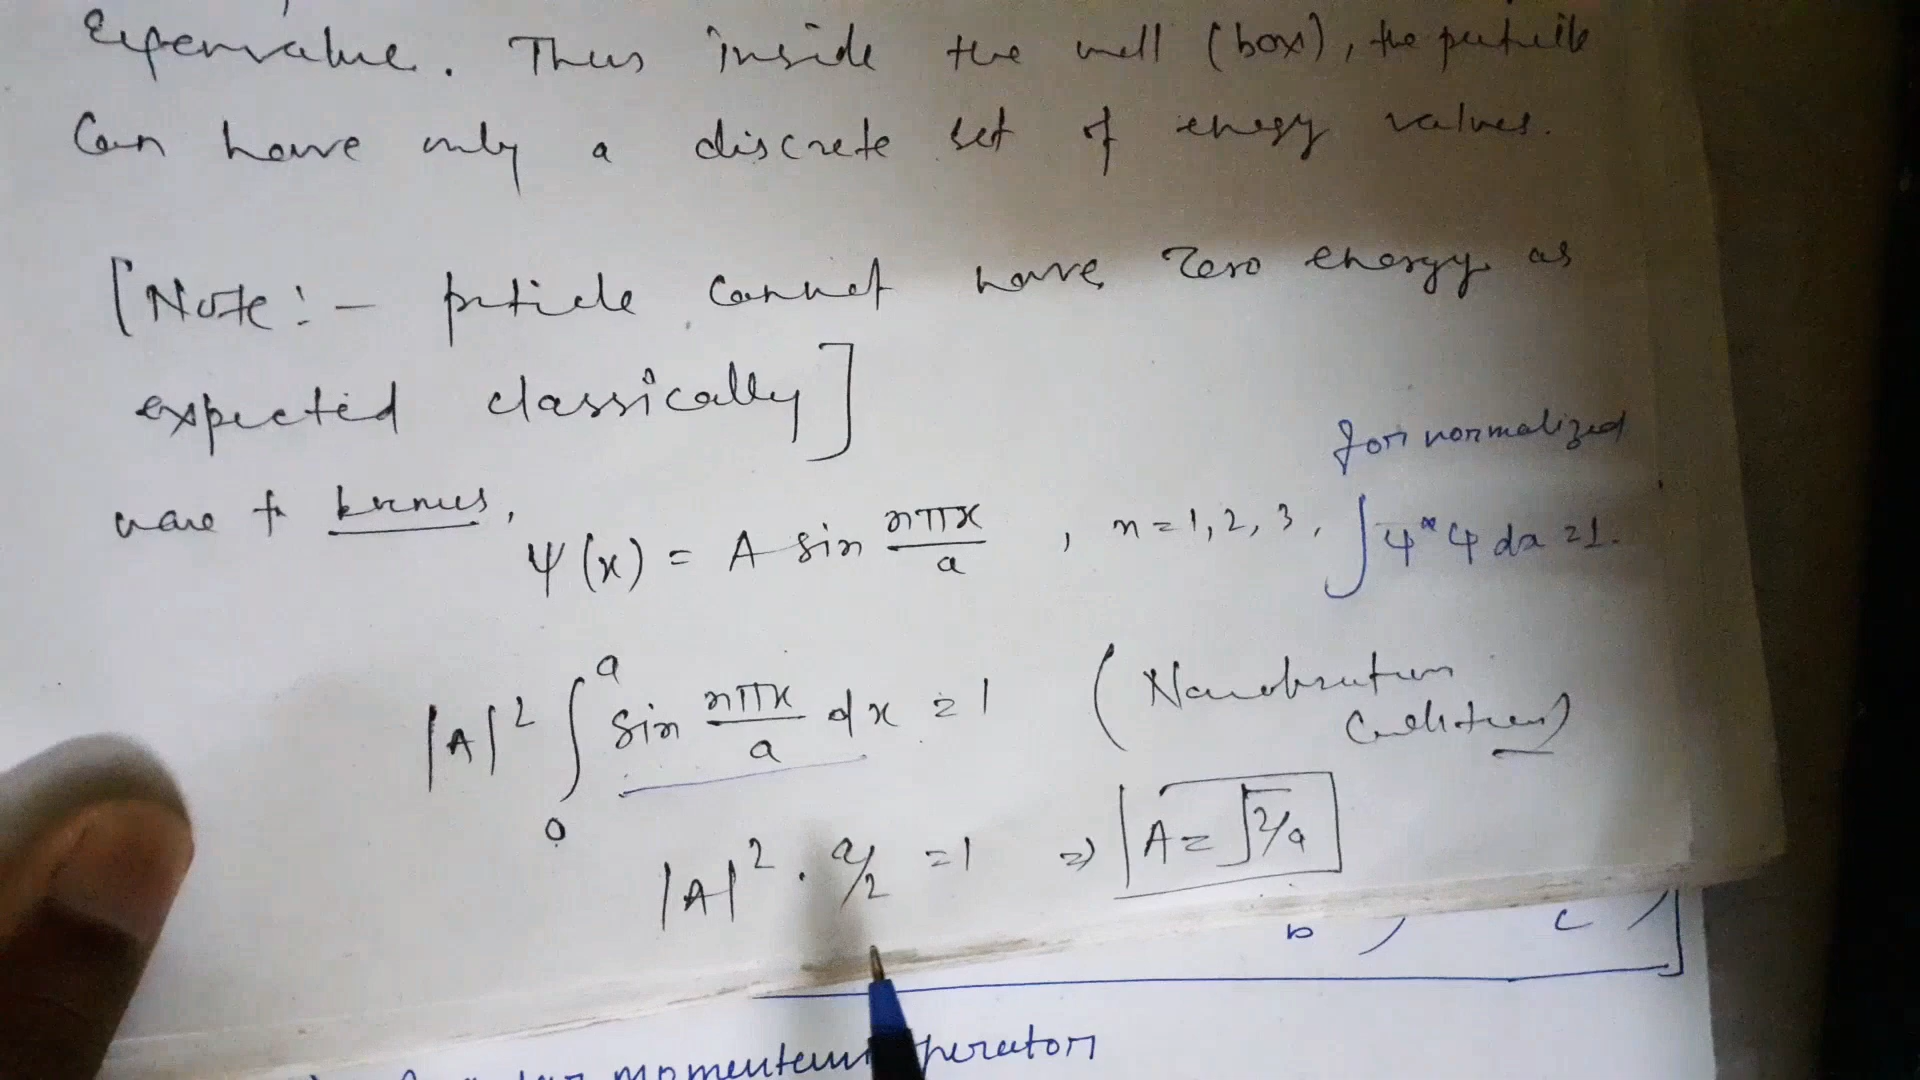 Eigenvalue. Thus inside the well (box), the particle
Can have only a discrete set of energy values.
[Note:- particle cannot have zero energy as
expected classically]
for normalized
ψ(x) = A sin nπx/a , n=1,2,3, ∫ψ*ψ dx=1.
|A|² ∫₀ᵃ sin nπx/a dx = 1 (Normalization Condition)
|A|² . a/2 =1 ⇒ A= √2/a
b , c
momentum operator